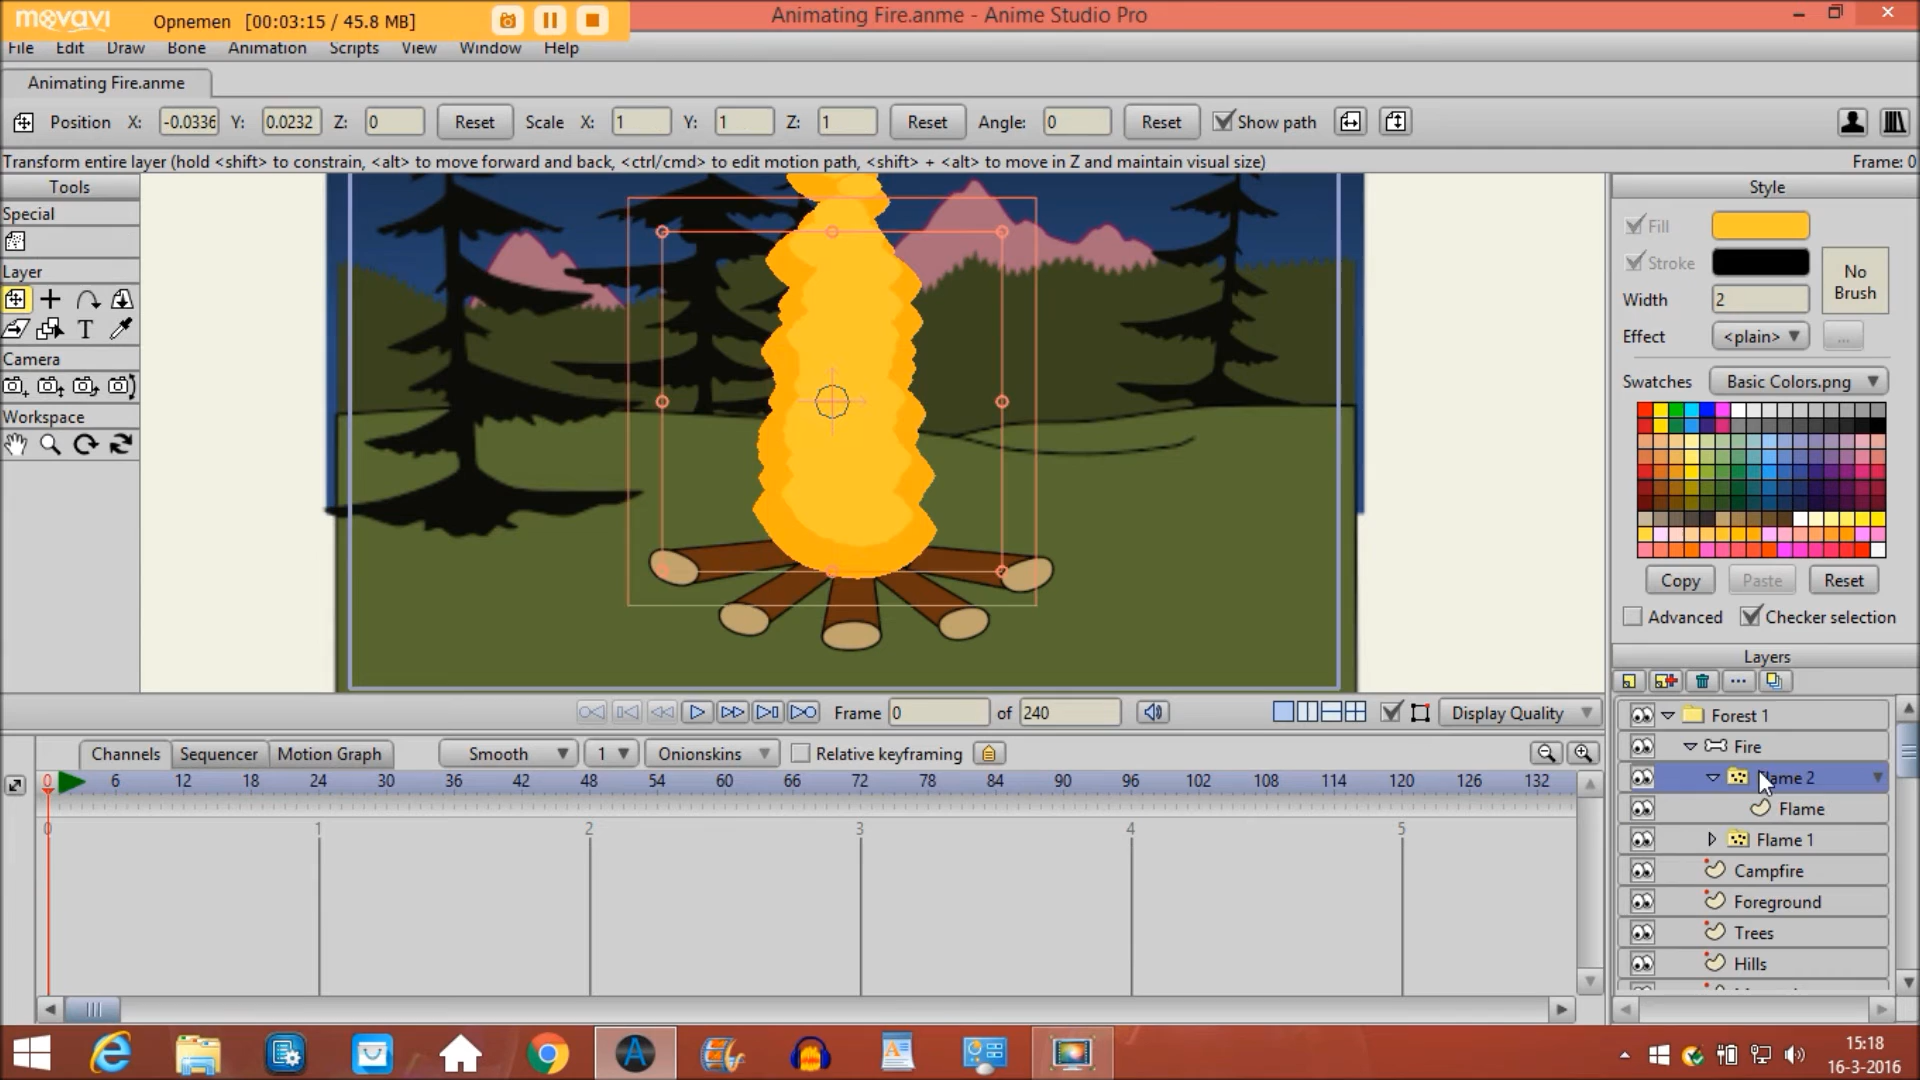 movavi
Opnemen [00:03:15 / 45.8 MB]
Animating Fire.anme - Anime Studio Pro
File Edit Draw Bone Animation Scripts View Window Help
Animating Fire.anme
Position X: -0.0336 Y: 0.0232 Z: 0 Reset Scale X: 1 Y: 1 Z: 1 Reset Angle: 0 Reset Show path
Transform entire layer (hold <shift> to constrain, <alt> to move forward and back, <ctrl/cmd> to edit motion path, <shift> + <alt> to move in Z and maintain visual size)
Frame: 0
Tools
Special
Layer
T
Camera
Workspace
Style
Fill
Stroke
No Brush
Width 2
Effect <plain> ...
Swatches Basic Colors.png
Copy Paste Reset
Advanced Checker selection
Layers
Forest 1
Fire
lame 2
Flame
Flame 1
Campfire
Foreground
Trees
Hills
Frame 0 of 240
Display Quality
Channels Sequencer Motion Graph Smooth 1 Onionskins Relative keyframing
0 6 12 18 24 30 36 42 48 54 60 66 72 78 84 90 96 102 108 114 120 126 132
0 1 2 3 4 5
15:18
16-3-2016